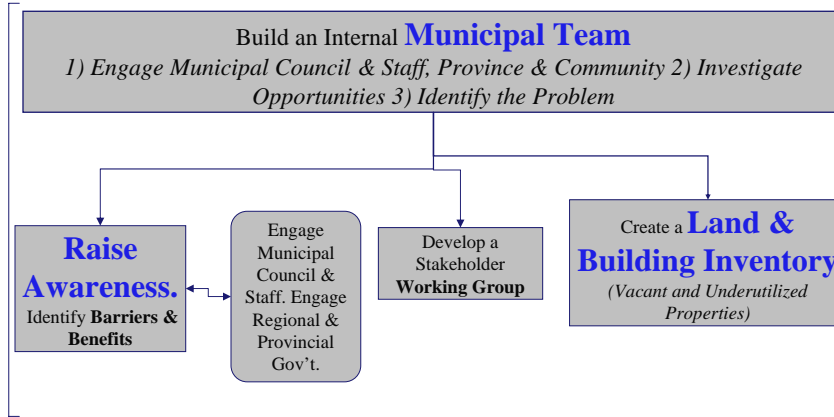 Build an Internal Municipal Team
1) Engage Municipal Council & Staff, Province & Community 2) Investigate
Opportunities 3) Identify the Problem
Raise
Awareness.
Identify Barriers &
Benefits
Engage
Municipal
Council &
Staff. Engage
Regional &
Provincial
Gov’t.
Develop a
Stakeholder
Working Group
Create a Land &
Building Inventory
(Vacant and Underutilized
Properties)